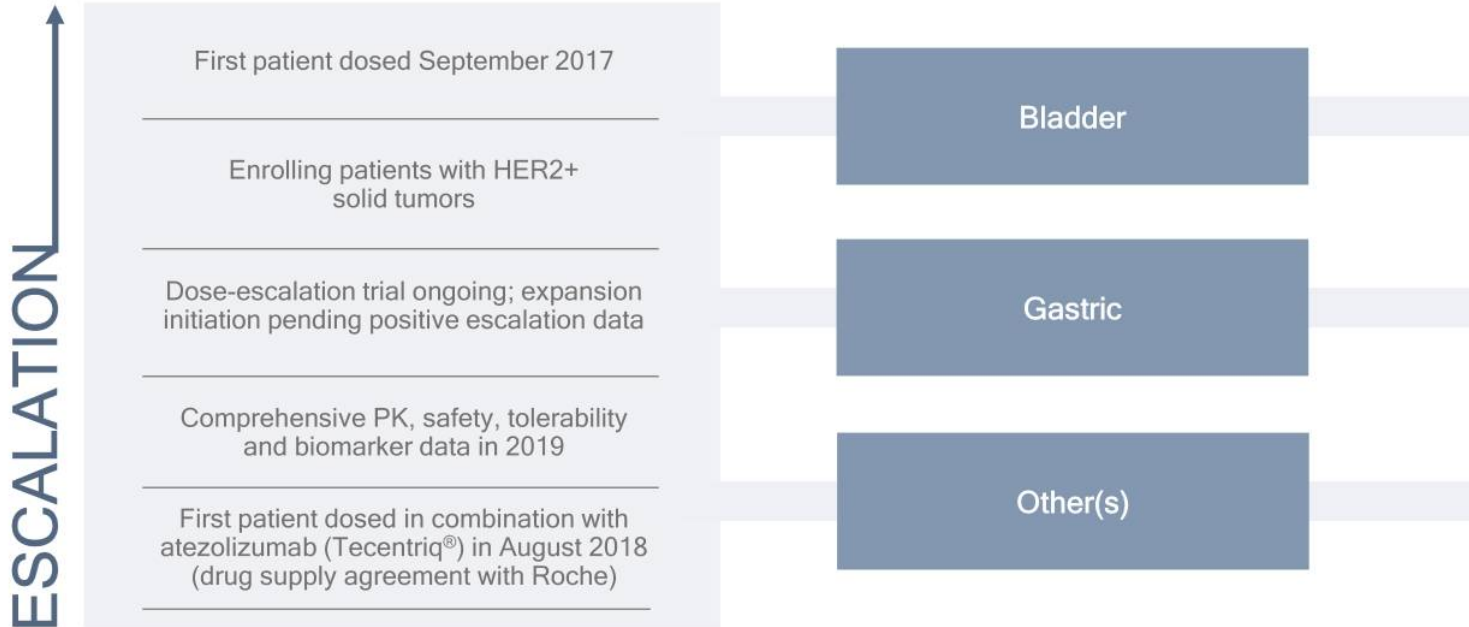 ESCALATION
First patient dosed September 2017
Enrolling patients with HER2+
solid tumors
Dose-escalation trial ongoing; expansion
initiation pending positive escalation data
Comprehensive PK, safety, tolerability
and biomarker data in 2019
First patient dosed in combination with
atezolizumab (Tecentriq®) in August 2018
(drug supply agreement with Roche)
Bladder
Gastric
Other(s)